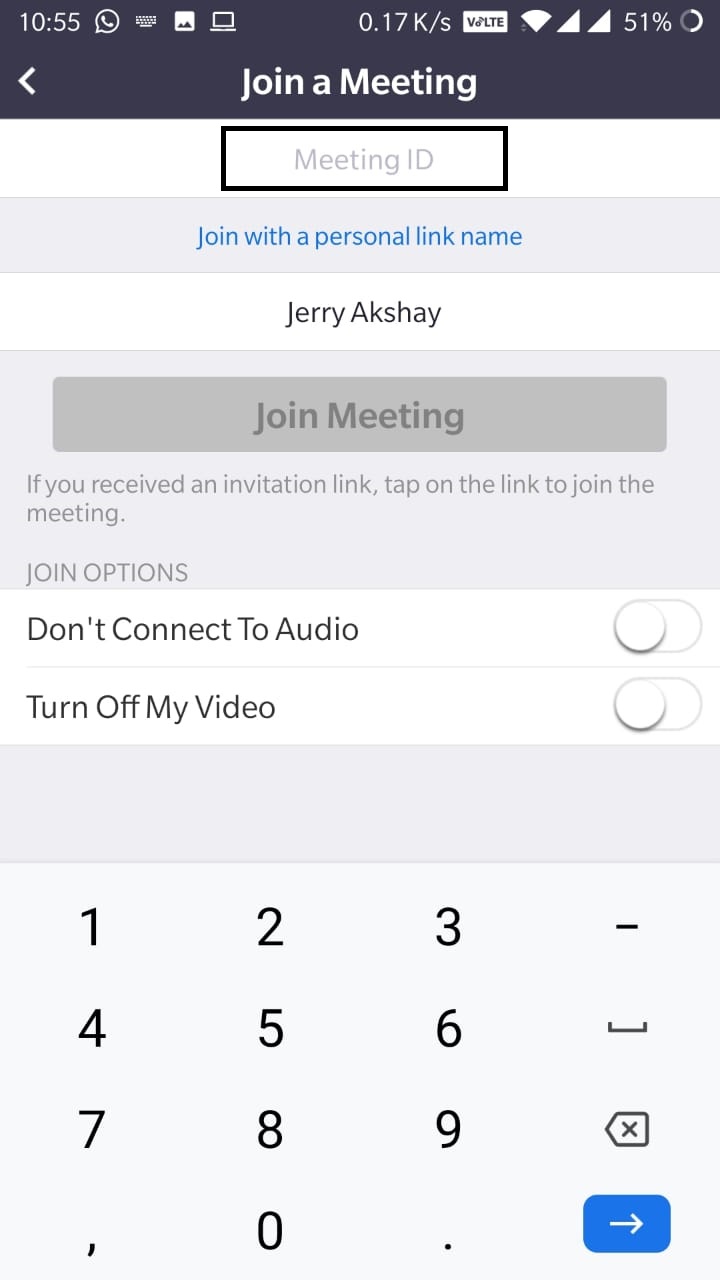 10:55 0.17 K/s VoLTE 51%
Join a Meeting
Meeting ID
Join with a personal link name
Jerry Akshay
Join Meeting
If you received an invitation link, tap on the link to join the
meeting.
JOIN OPTIONS
Don't Connect To Audio
Turn Off My Video
1 2 3 -
4 5 6
7 8 9
, 0 .